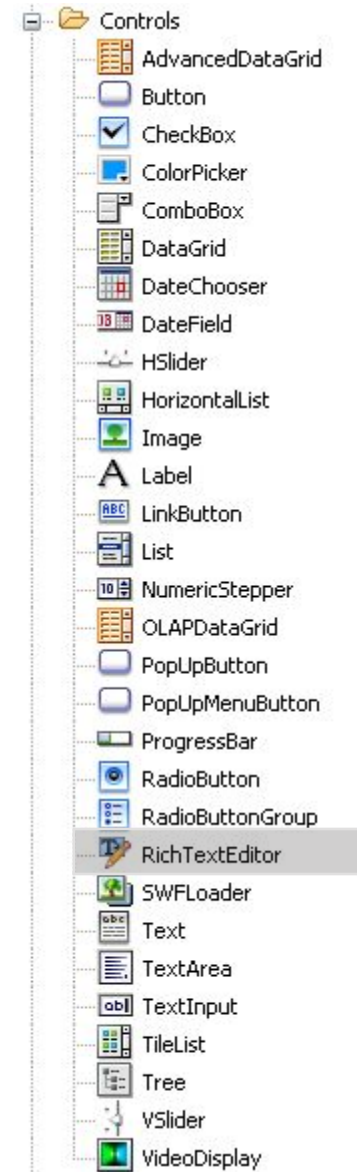 Controls
AdvancedDataGrid
Button
CheckBox
ColorPicker
ComboBox
DataGrid
DateChooser
DateField
HSlider
HorizontalList
Image
Label
LinkButton
List
NumericStepper
OLAPDataGrid
PopUpButton
PopUpMenuButton
ProgressBar
RadioButton
RadioButtonGroup
RichTextEditor
SWFLoader
Text
TextArea
TextInput
TileList
Tree
VSlider
VideoDisplay